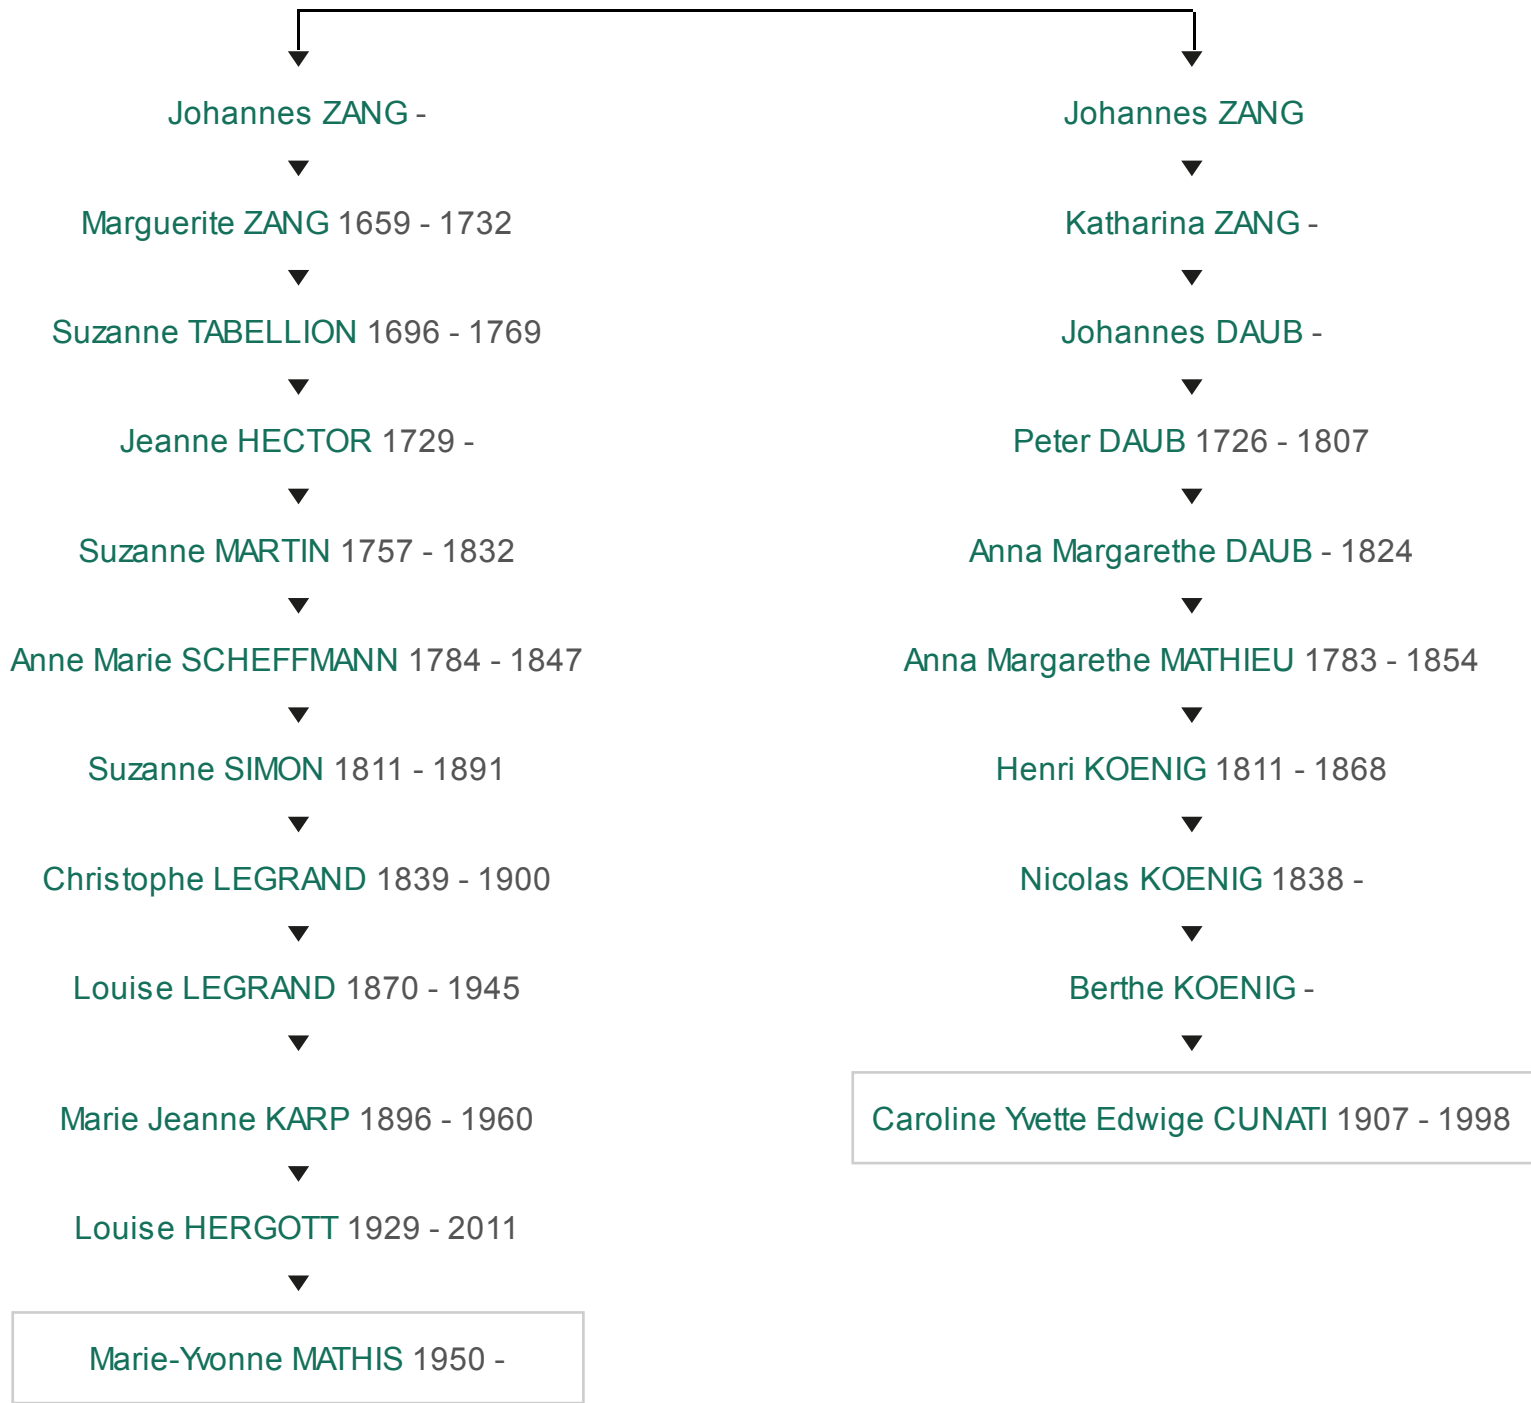 Johannes ZANG -
Marguerite ZANG 1659 - 1732
Suzanne TABELLION 1696 - 1769
Jeanne HECTOR 1729 -
Suzanne MARTIN 1757 - 1832
Anne Marie SCHEFFMANN 1784 - 1847
Suzanne SIMON 1811 - 1891
Christophe LEGRAND 1839 - 1900
Louise LEGRAND 1870 - 1945
Marie Jeanne KARP 1896 - 1960
Louise HERGOTT 1929 - 2011
Marie-Yvonne MATHIS 1950 -
Johannes ZANG
Katharina ZANG -
Johannes DAUB -
Peter DAUB 1726 - 1807
Anna Margarethe DAUB - 1824
Anna Margarethe MATHIEU 1783 - 1854
Henri KOENIG 1811 - 1868
Nicolas KOENIG 1838 -
Berthe KOENIG -
Caroline Yvette Edwige CUNATI 1907 - 1998